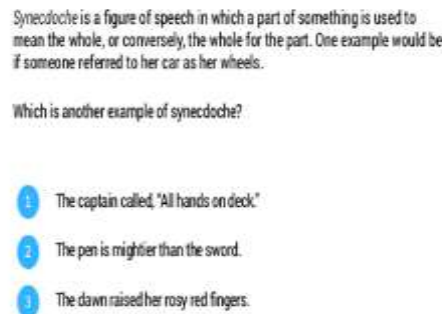 Synecdoche is a figure of speech in which a part of something is used to
mean the whole, or conversely, the whole for the part. One example would be
if someone referred to her car as her wheels.
Which is another example of synecdoche?
1 The captain called, "All hands on deck."
2 The pen is mightier than the sword.
3 The dawn raised her rosy red fingers.